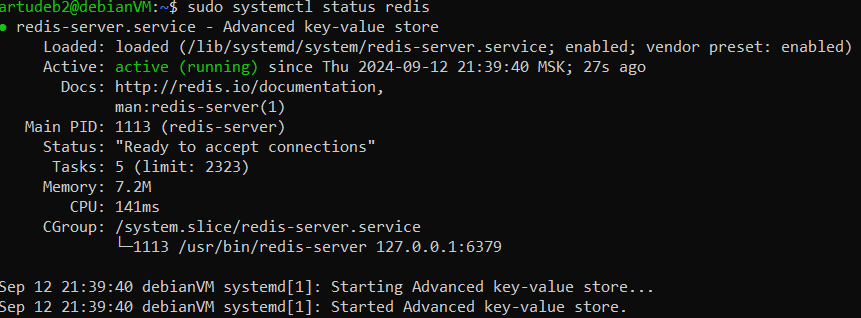 artudeb2@debianVM:~$ sudo systemctl status redis
● redis-server.service - Advanced key-value store
Loaded: loaded (/lib/systemd/system/redis-server.service; enabled; vendor preset: enabled)
Active: active (running) since Thu 2024-09-12 21:39:40 MSK; 27s ago
Docs: http://redis.io/documentation,
man:redis-server(1)
Main PID: 1113 (redis-server)
Status: "Ready to accept connections"
Tasks: 5 (limit: 2323)
Memory: 7.2M
CPU: 141ms
CGroup: /system.slice/redis-server.service
└─1113 /usr/bin/redis-server 127.0.0.1:6379
Sep 12 21:39:40 debianVM systemd[1]: Starting Advanced key-value store...
Sep 12 21:39:40 debianVM systemd[1]: Started Advanced key-value store.